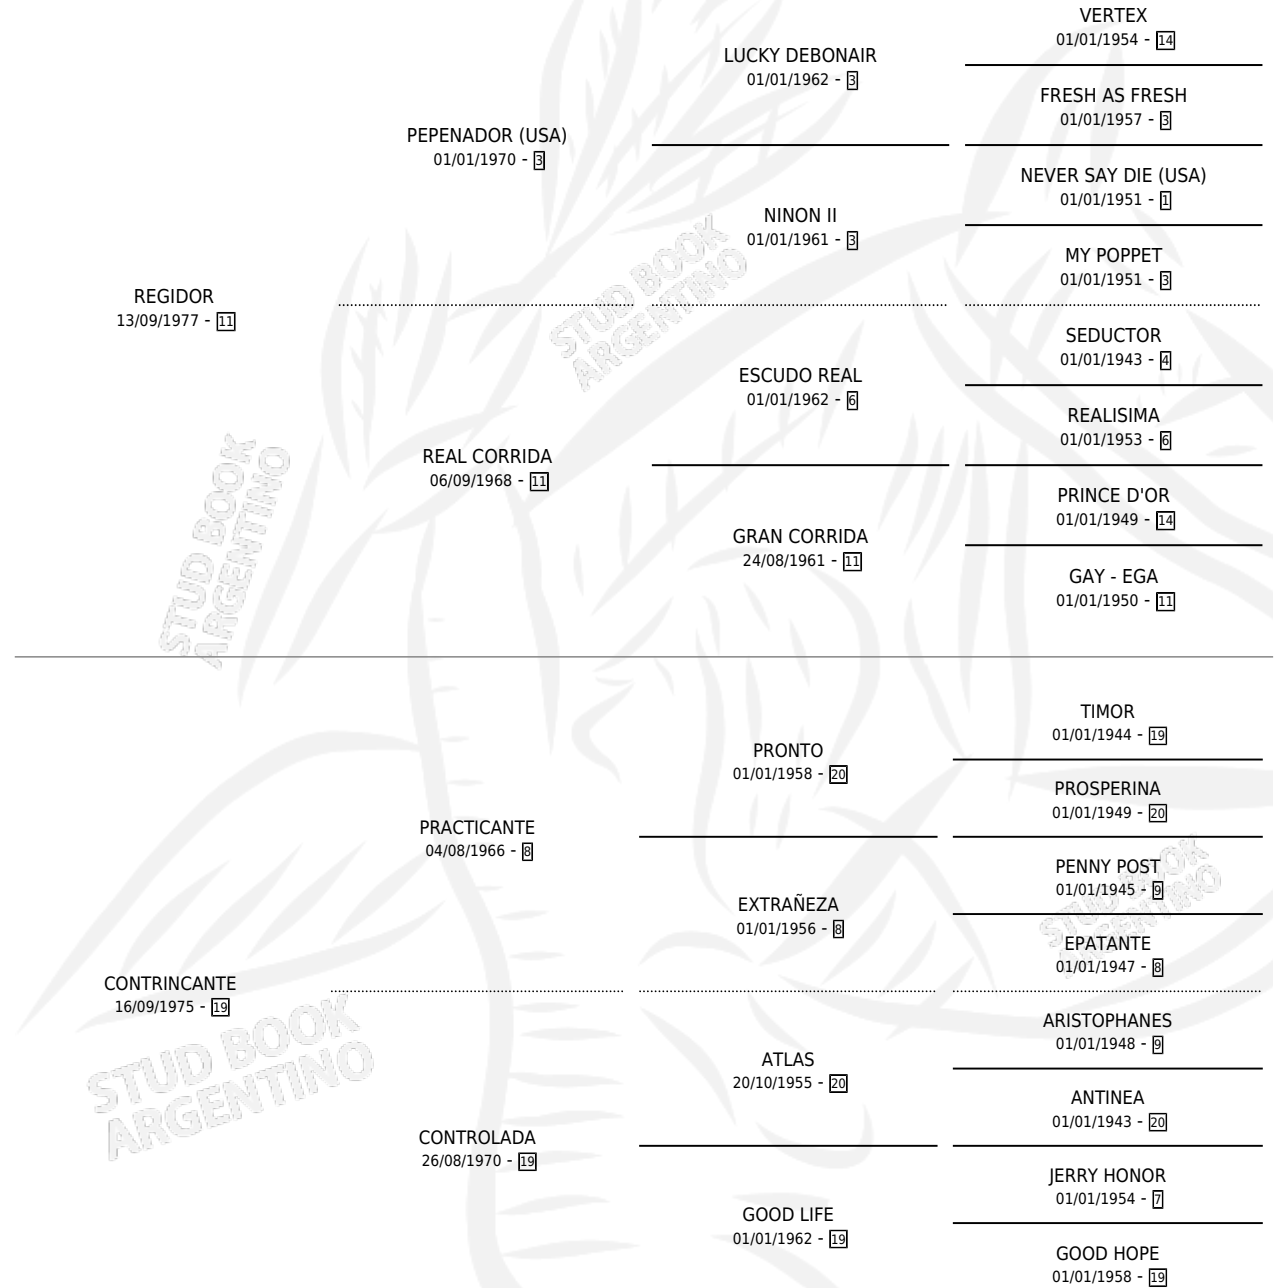 VERTEX
01/01/1954 - 14
LUCKY DEBONAIR
01/01/1962 - 3
FRESH AS FRESH
01/01/1957 - 3
PEPENADOR (USA)
01/01/1970 - 3
NEVER SAY DIE (USA)
01/01/1951 - 1
NINON II
01/01/1961 - 3
MY POPPET
01/01/1951 - 3
REGIDOR
13/09/1977 - 11
SEDUCTOR
01/01/1943 - 4
ESCUDO REAL
01/01/1962 - 6
REALISIMA
01/01/1953 - 6
REAL CORRIDA
06/09/1968 - 11
PRINCE D'OR
01/01/1949 - 14
GRAN CORRIDA
24/08/1961 - 11
GAY - EGA
01/01/1950 - 11
TIMOR
01/01/1944 - 19
PRONTO
01/01/1958 - 20
PROSPERINA
01/01/1949 - 20
PRACTICANTE
04/08/1966 - 8
PENNY POST
01/01/1945 - 9
EXTRAÑEZA
01/01/1956 - 8
EPATANTE
01/01/1947 - 8
CONTRINCANTE
16/09/1975 - 19
ARISTOPHANES
01/01/1948 - 9
ATLAS
20/10/1955 - 20
ANTINEA
01/01/1943 - 20
CONTROLADA
26/08/1970 - 19
JERRY HONOR
01/01/1954 - 7
GOOD LIFE
01/01/1962 - 19
GOOD HOPE
01/01/1958 - 19
STUD BOOK
ARGENTINO
STUD BOOK
ARGENTINO
STUD BOOK
ARGENTINO
STUD BOOK
ARGENTINO